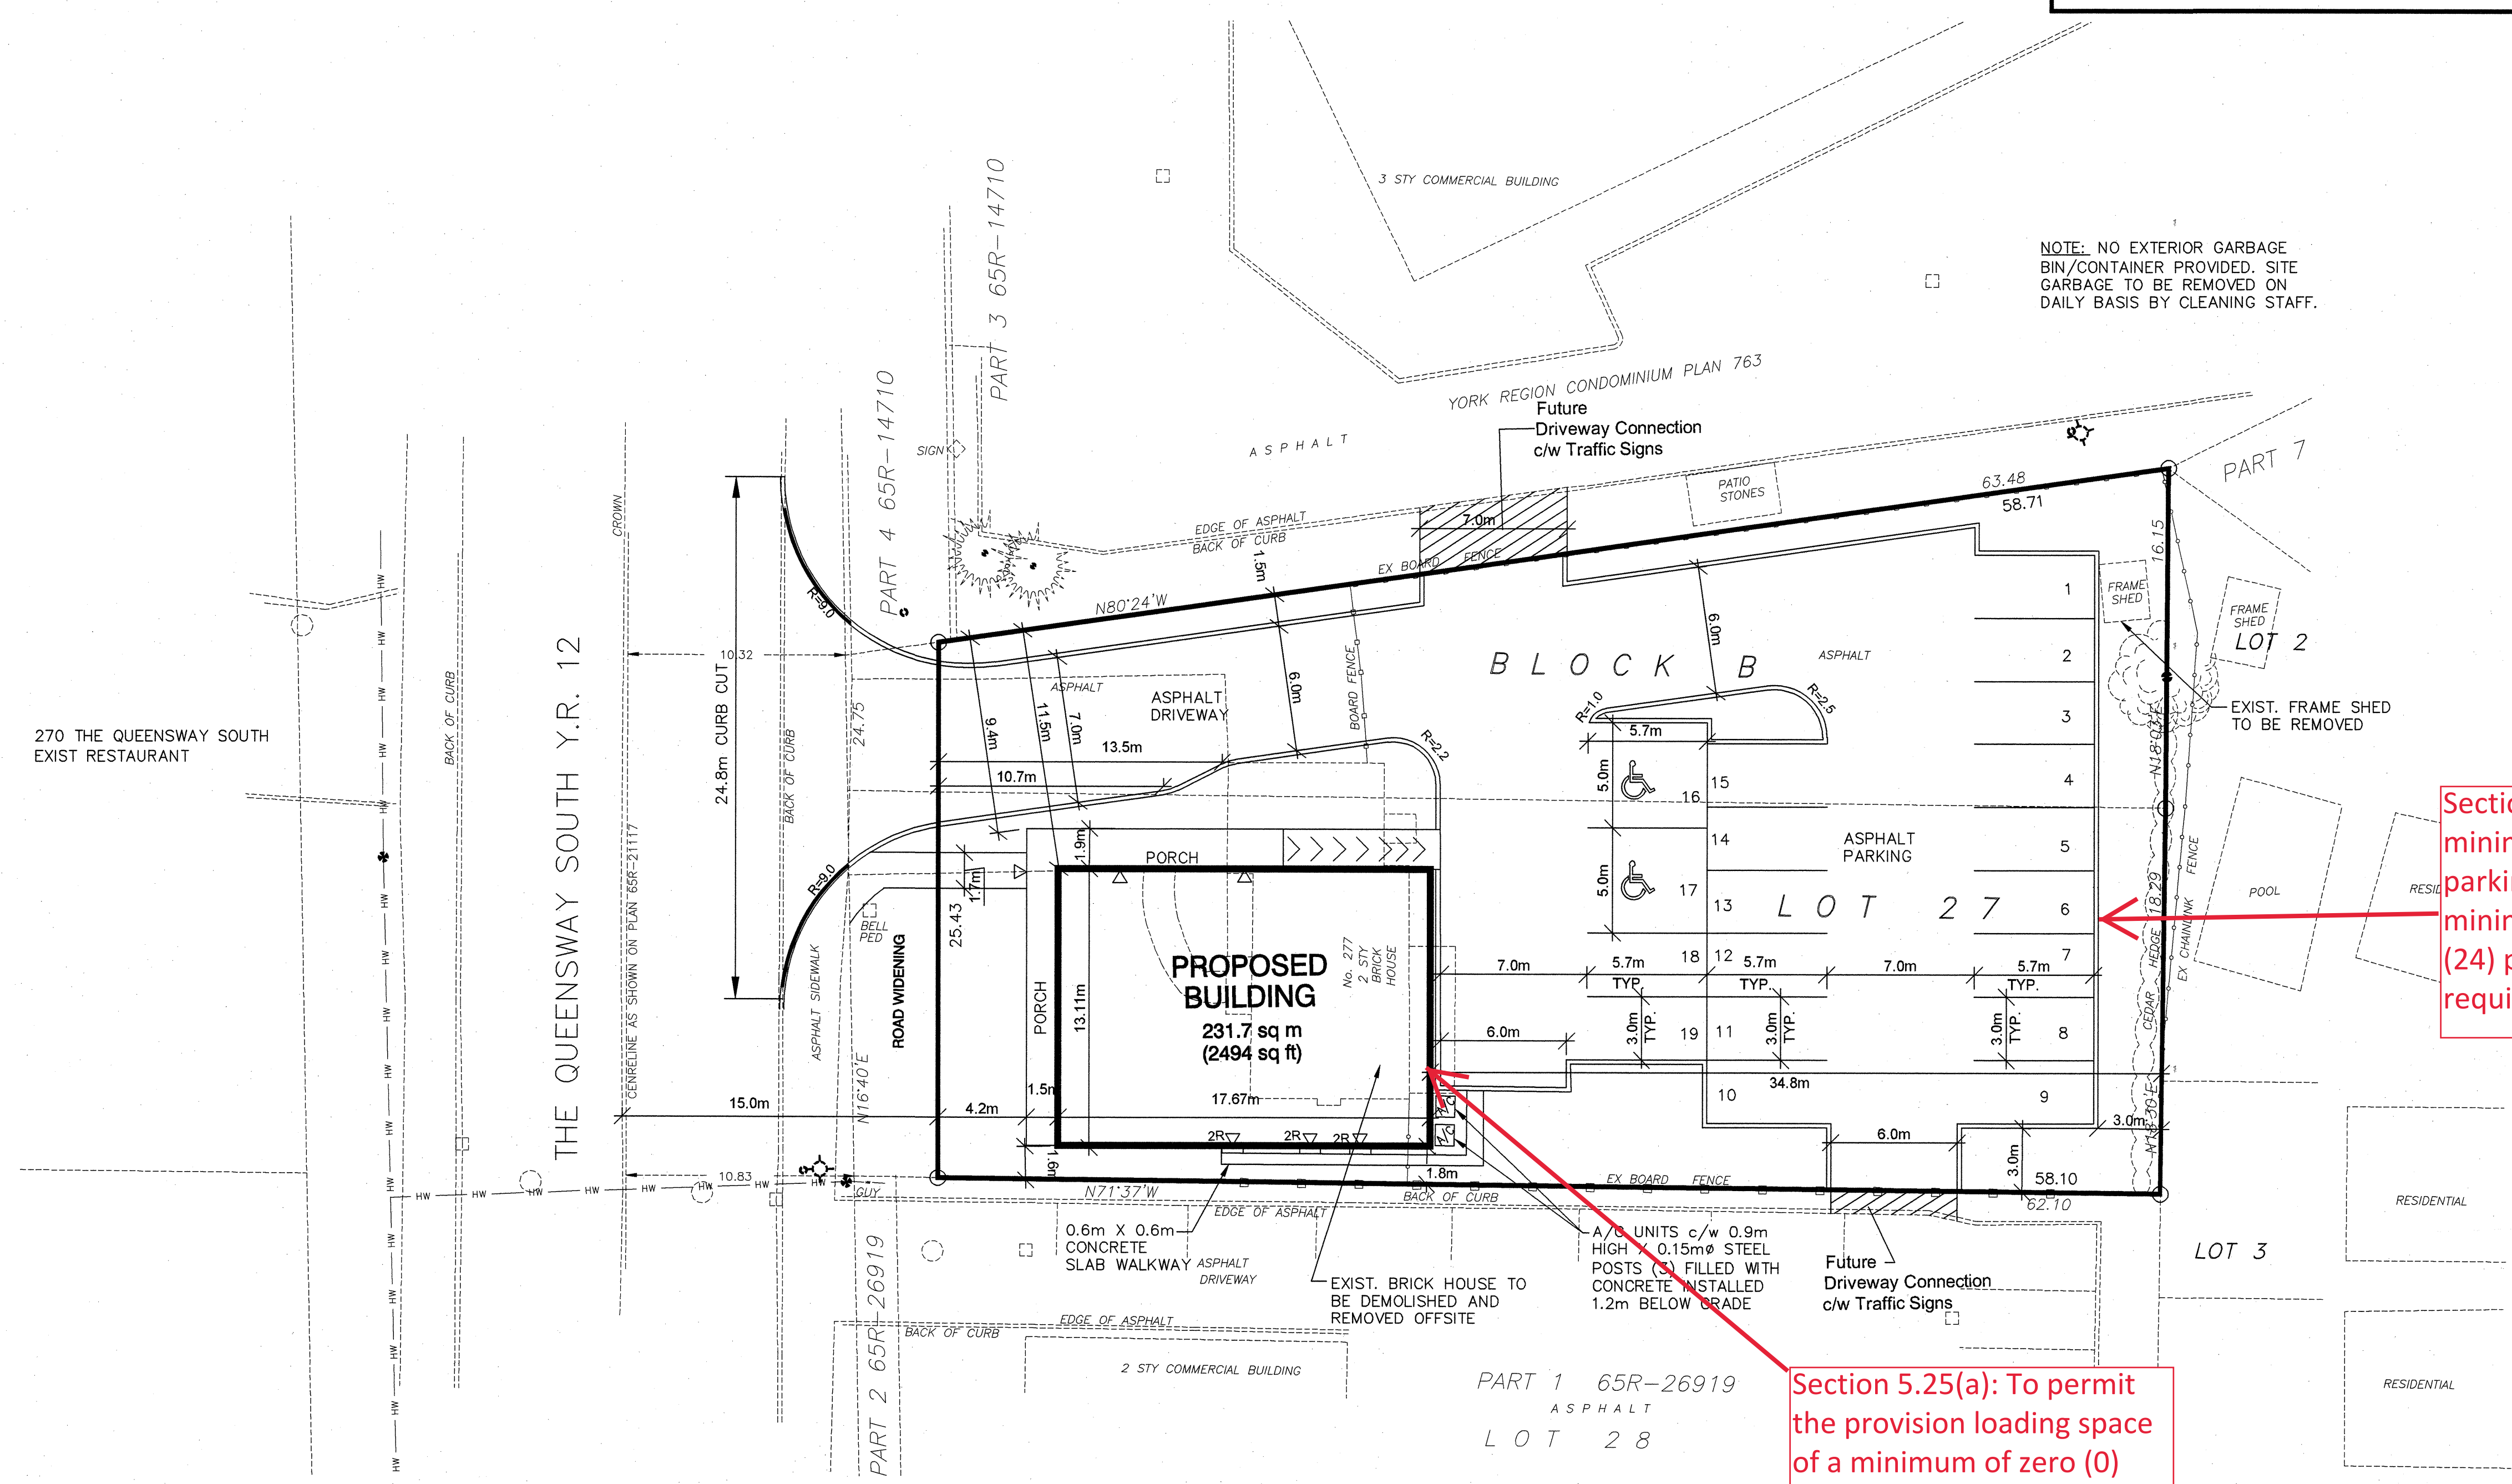 3 STY COMMERCIAL BUILDING
NOTE: NO EXTERIOR GARBAGE
BIN/CONTAINER PROVIDED. SITE
GARBAGE TO BE REMOVED ON
DAILY BASIS BY CLEANING STAFF.
PART 3 65R-14710
PART 4 65R-14710
YORK REGION CONDOMINIUM PLAN 763
Future
Driveway Connection
c/w Traffic Signs
ASPHALT
SIGN
PART 7
PATIO
STONES
63.48
58.71
7.0m
EDGE OF ASPHALT
BACK OF CURB
EX BOARD FENCE
1.5m
16.15
N80°24'W
R=9.0
CROWN
10.32
24.8m CURB CUT
24.75
BACK OF CURB
BACK OF CURB
270 THE QUEENSWAY SOUTH
EXIST RESTAURANT
THE QUEENSWAY SOUTH Y.R. 12
CENRELINE AS SHOWN ON PLAN 65R-21117
ASPHALT
ASPHALT
DRIVEWAY
9.4m
11.5m
7.0m
6.0m
13.5m
10.7m
BOARD FENCE
R=2.2
BLOCK B
ASPHALT
6.0m
R=1.0
R=2.5
5.7m
5.0m
5.0m
1
2
3
4
5
6
7
8
9
10
11
12
13
14
15
16
17
18
19
FRAME
SHED
FRAME
SHED
LOT 2
EXIST. FRAME SHED
TO BE REMOVED
ASPHALT
PARKING
LOT 27
CEDAR HEDGE
18.29
EX CHAINLINK FENCE
POOL
Section
parkin
(24) p
requi
R=9.0
1.7m
25.43
BELL
PED
ASPHALT SIDEWALK
ROAD WIDENING
N16°40'E
PORCH
PORCH
1.9m
13.11m
PROPOSED
BUILDING
231.7 sq m
(2494 sq ft)
No. 277
2 STY
BRICK
HOUSE
7.0m
5.7m
TYP.
5.7m
TYP.
7.0m
5.7m
TYP.
3.0m
TYP.
3.0m
TYP.
3.0m
TYP.
6.0m
34.8m
15.0m
4.2m
1.5m
17.67m
2R
2R
2R
1.6m
1.8m
6.0m
3.0m
3.0m
N18°30'E
58.10
62.10
10.83
HW HW HW HW HW HW HW
GUY
N71°37'W
BACK OF CURB
EX BOARD FENCE
EDGE OF ASPHALT
0.6m X 0.6m
CONCRETE
SLAB WALKWAY
ASPHALT
DRIVEWAY
EXIST. BRICK HOUSE TO
BE DEMOLISHED AND
REMOVED OFFSITE
A/C UNITS c/w 0.9m
HIGH X 0.15mø STEEL
POSTS (3) FILLED WITH
CONCRETE INSTALLED
1.2m BELOW GRADE
Future
Driveway Connection
c/w Traffic Signs
LOT 3
RESIDENTIAL
RESIDENTIAL
EDGE OF ASPHALT
BACK OF CURB
PART 2 65R-26919
2 STY COMMERCIAL BUILDING
PART 1 65R-26919
ASPHALT
LOT 28
Section 5.25(a): To permit
the provision loading space
of a minimum of zero (0)